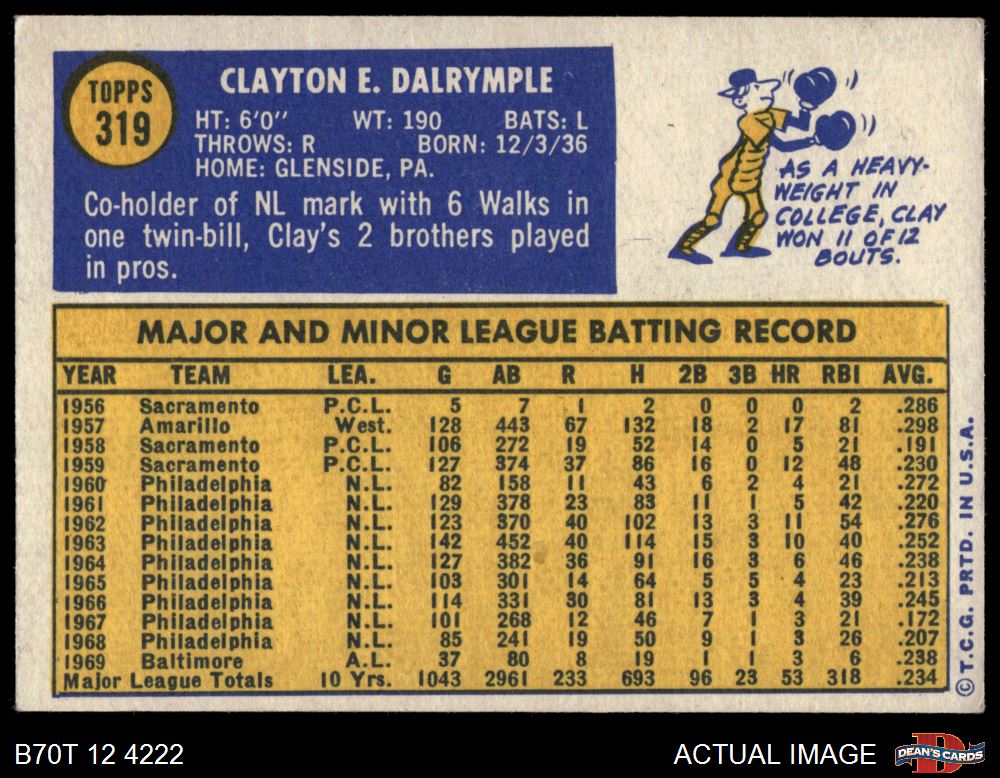 TOPPS
319
CLAYTON E. DALRYMPLE
HT: 6'0" WT: 190 BATS: L
THROWS: R BORN: 12/3/36
HOME: GLENSIDE, PA.
Co-holder of NL mark with 6 Walks in
one twin-bill, Clay's 2 brothers played
in pros.
AS A HEAVY-
WEIGHT IN
COLLEGE, CLAY
WON 11 OF 12
BOUTS.
MAJOR AND MINOR LEAGUE BATTING RECORD
YEAR TEAM LEA. G AB R H 2B 3B HR RBI AVG.
1956 Sacramento P.C.L. 5 7 1 2 0 0 0 2 .286
1957 Amarillo West. 128 443 67 132 18 2 17 81 .298
1958 Sacramento P.C.L. 106 272 19 52 14 0 5 21 .191
1959 Sacramento P.C.L. 127 374 37 86 16 0 12 48 .230
1960 Philadelphia N.L. 82 158 11 43 6 2 4 21 .272
1961 Philadelphia N.L. 129 378 23 83 11 1 5 42 .220
1962 Philadelphia N.L. 123 370 40 102 13 3 11 54 .276
1963 Philadelphia N.L. 142 452 40 114 15 3 10 40 .252
1964 Philadelphia N.L. 127 382 36 91 16 3 6 46 .238
1965 Philadelphia N.L. 103 301 14 64 5 5 4 23 .213
1966 Philadelphia N.L. 114 331 30 81 13 3 4 39 .245
1967 Philadelphia N.L. 101 268 12 46 7 1 3 21 .172
1968 Philadelphia N.L. 85 241 19 50 9 1 3 26 .207
1969 Baltimore A.L. 37 80 8 19 1 1 3 6 .238
Major League Totals 10 Yrs. 1043 2961 233 693 96 23 53 318 .234
© T.C.G. PRTD. IN U.S.A.
B70T 12 4222 ACTUAL IMAGE
DEAN'S CARDS